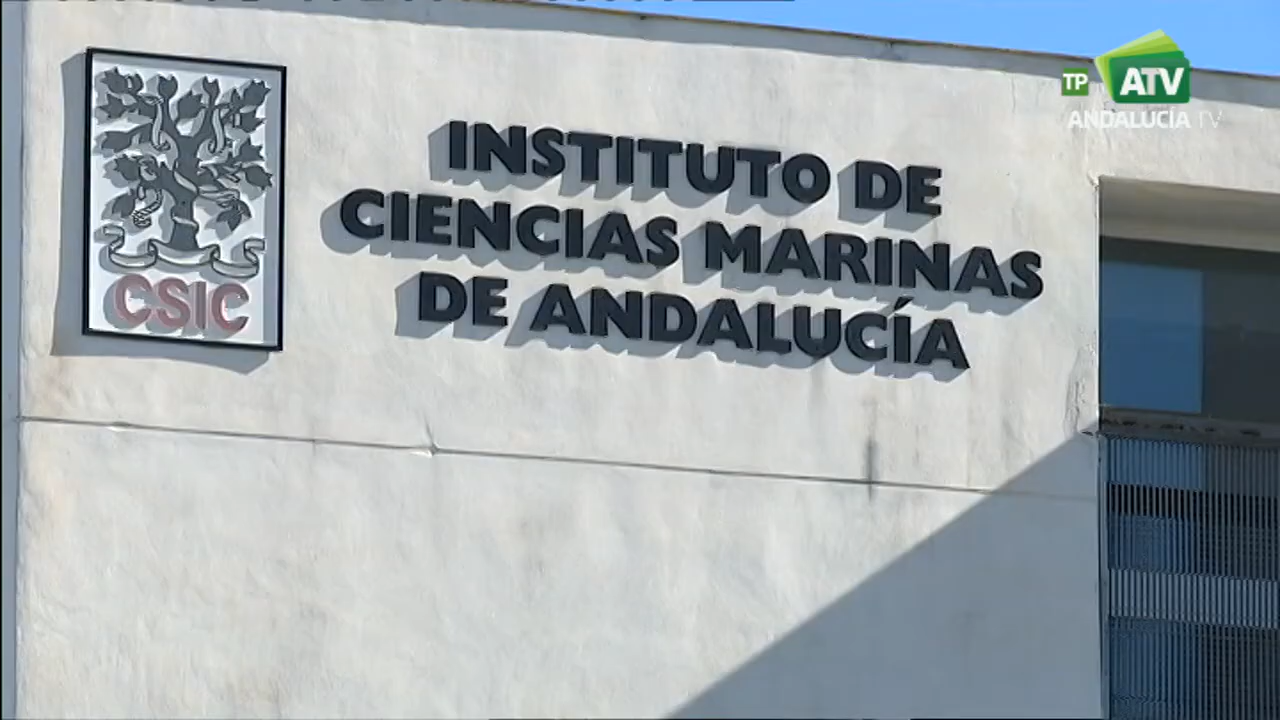 TP ATV
ANDALUCÍA TV
INSTITUTO DE
CIENCIAS MARINAS
DE ANDALUCÍA
CSIC